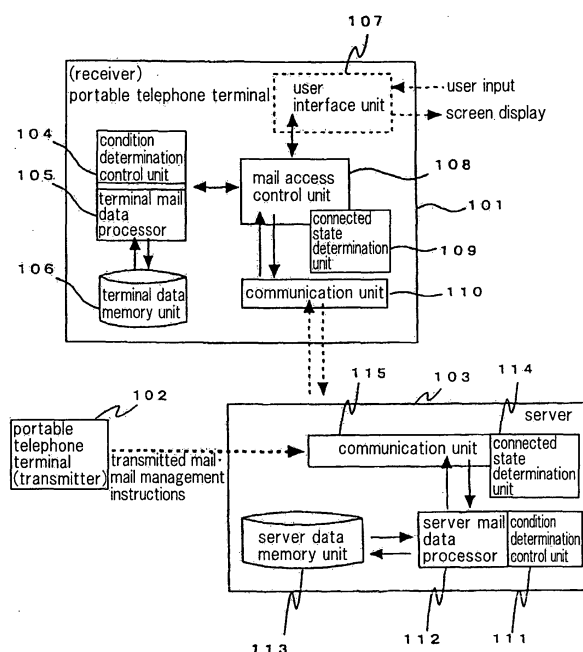 107
(receiver)
portable telephone terminal
user
interface unit
user input
screen display
104
condition
determination
control unit
105
terminal mail
data
processor
106
terminal data
memory unit
mail access
control unit
108
101
connected
state
determination
unit
109
communication unit
110
102
portable
telephone
terminal
(transmitter)
transmitted mail·
mail management
instructions
115
103
114
server
communication unit
connected
state
determination
unit
server data
memory unit
server mail
data
processor
condition
determination
control unit
113
112
111